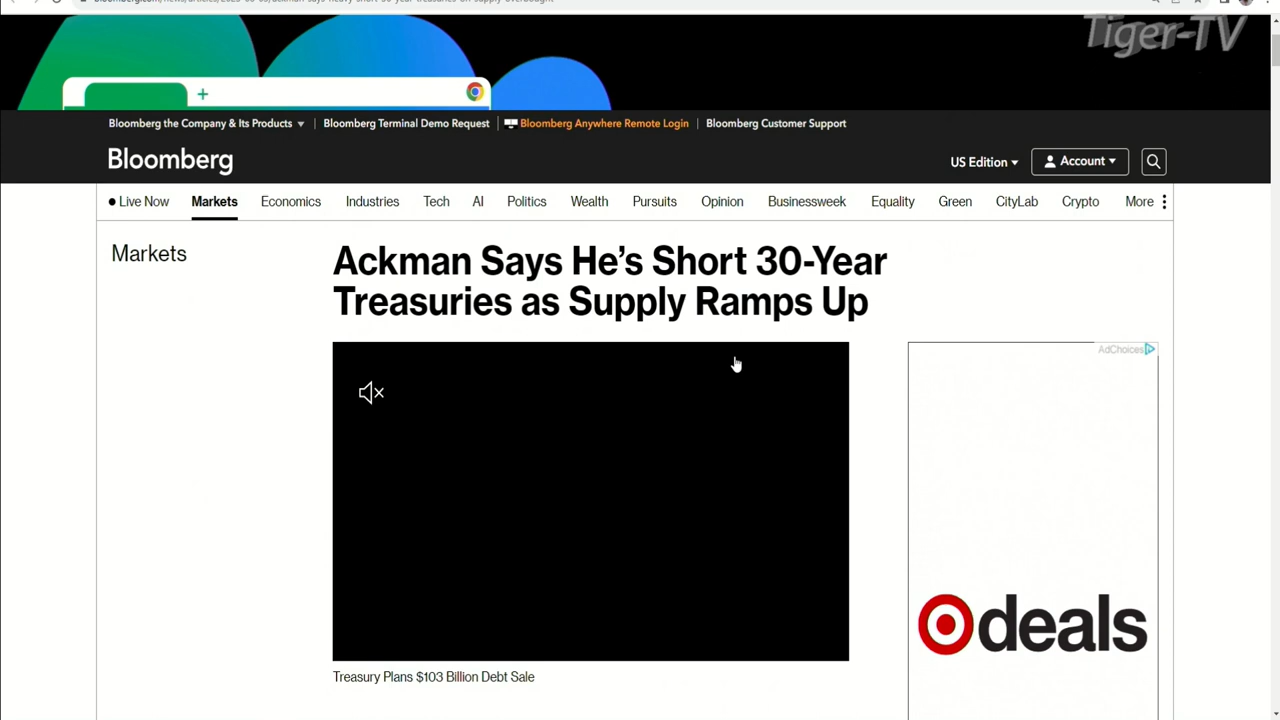 Tiger-TV
Bloomberg the Company & Its Products
Bloomberg Terminal Demo Request
Bloomberg Anywhere Remote Login
Bloomberg Customer Support
Bloomberg
US Edition
Account
Live Now Markets Economics Industries Tech AI Politics Wealth Pursuits Opinion Businessweek Equality Green CityLab Crypto More
Markets
Ackman Says He's Short 30-Year
Treasuries as Supply Ramps Up
AdChoices
deals
Treasury Plans $103 Billion Debt Sale